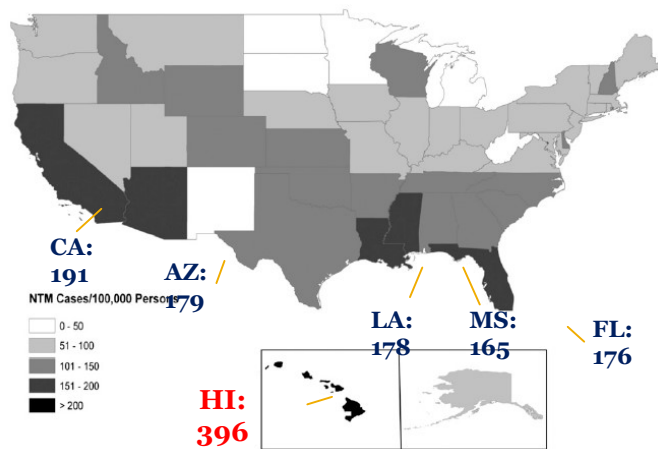 CA:
191
AZ:
179
NTM Cases/100,000 Persons
0 - 50
51 - 100
101 - 150
151 - 200
> 200
LA:
178
MS:
165
FL:
176
HI:
396